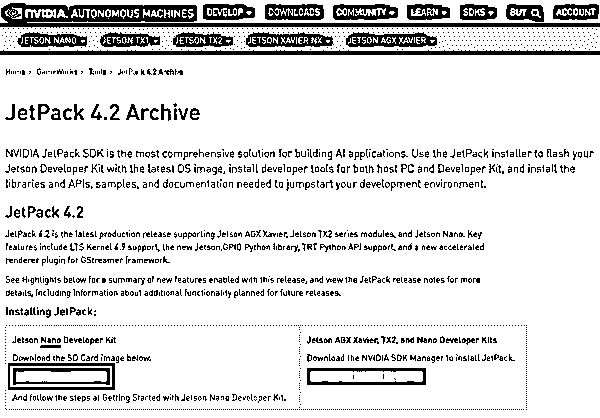 NVIDIA. AUTONOMOUS MACHINES DEVELOP DOWNLOADS COMMUNITY LEARN SDKS BUY ACCOUNT
JETSON NANO JETSON TX1 JETSON TX2 JETSON XAVIER NX JETSON AGX XAVIER
Home > GameWorks > Tools > JetPack 4.2 Archive
JetPack 4.2 Archive
NVIDIA JetPack SDK is the most comprehensive solution for building AI applications. Use the JetPack installer to flash your
Jetson Developer Kit with the latest OS image, install developer tools for both host PC and Developer Kit, and install the
libraries and APIs, samples, and documentation needed to jumpstart your development environment.
JetPack 4.2
JetPack 4.2 is the latest production release supporting Jetson AGX Xavier, Jetson TX2 series modules, and Jetson Nano. Key
features include LTS Kernel 4.9 support, the new Jetson.GPIO Python library, TRT Python API support, and a new accelerated
renderer plugin for GStreamer framework.
See Highlights below for a summary of new features enabled with this release, and view the JetPack release notes for more
details, including information about additional functionality planned for future releases.
Installing JetPack:
Jetson Nano Developer Kit
Download the SD Card image below.
And follow the steps at Getting Started with Jetson Nano Developer Kit.
Jetson AGX Xavier, TX2, and Nano Developer Kits
Download the NVIDIA SDK Manager to install JetPack.